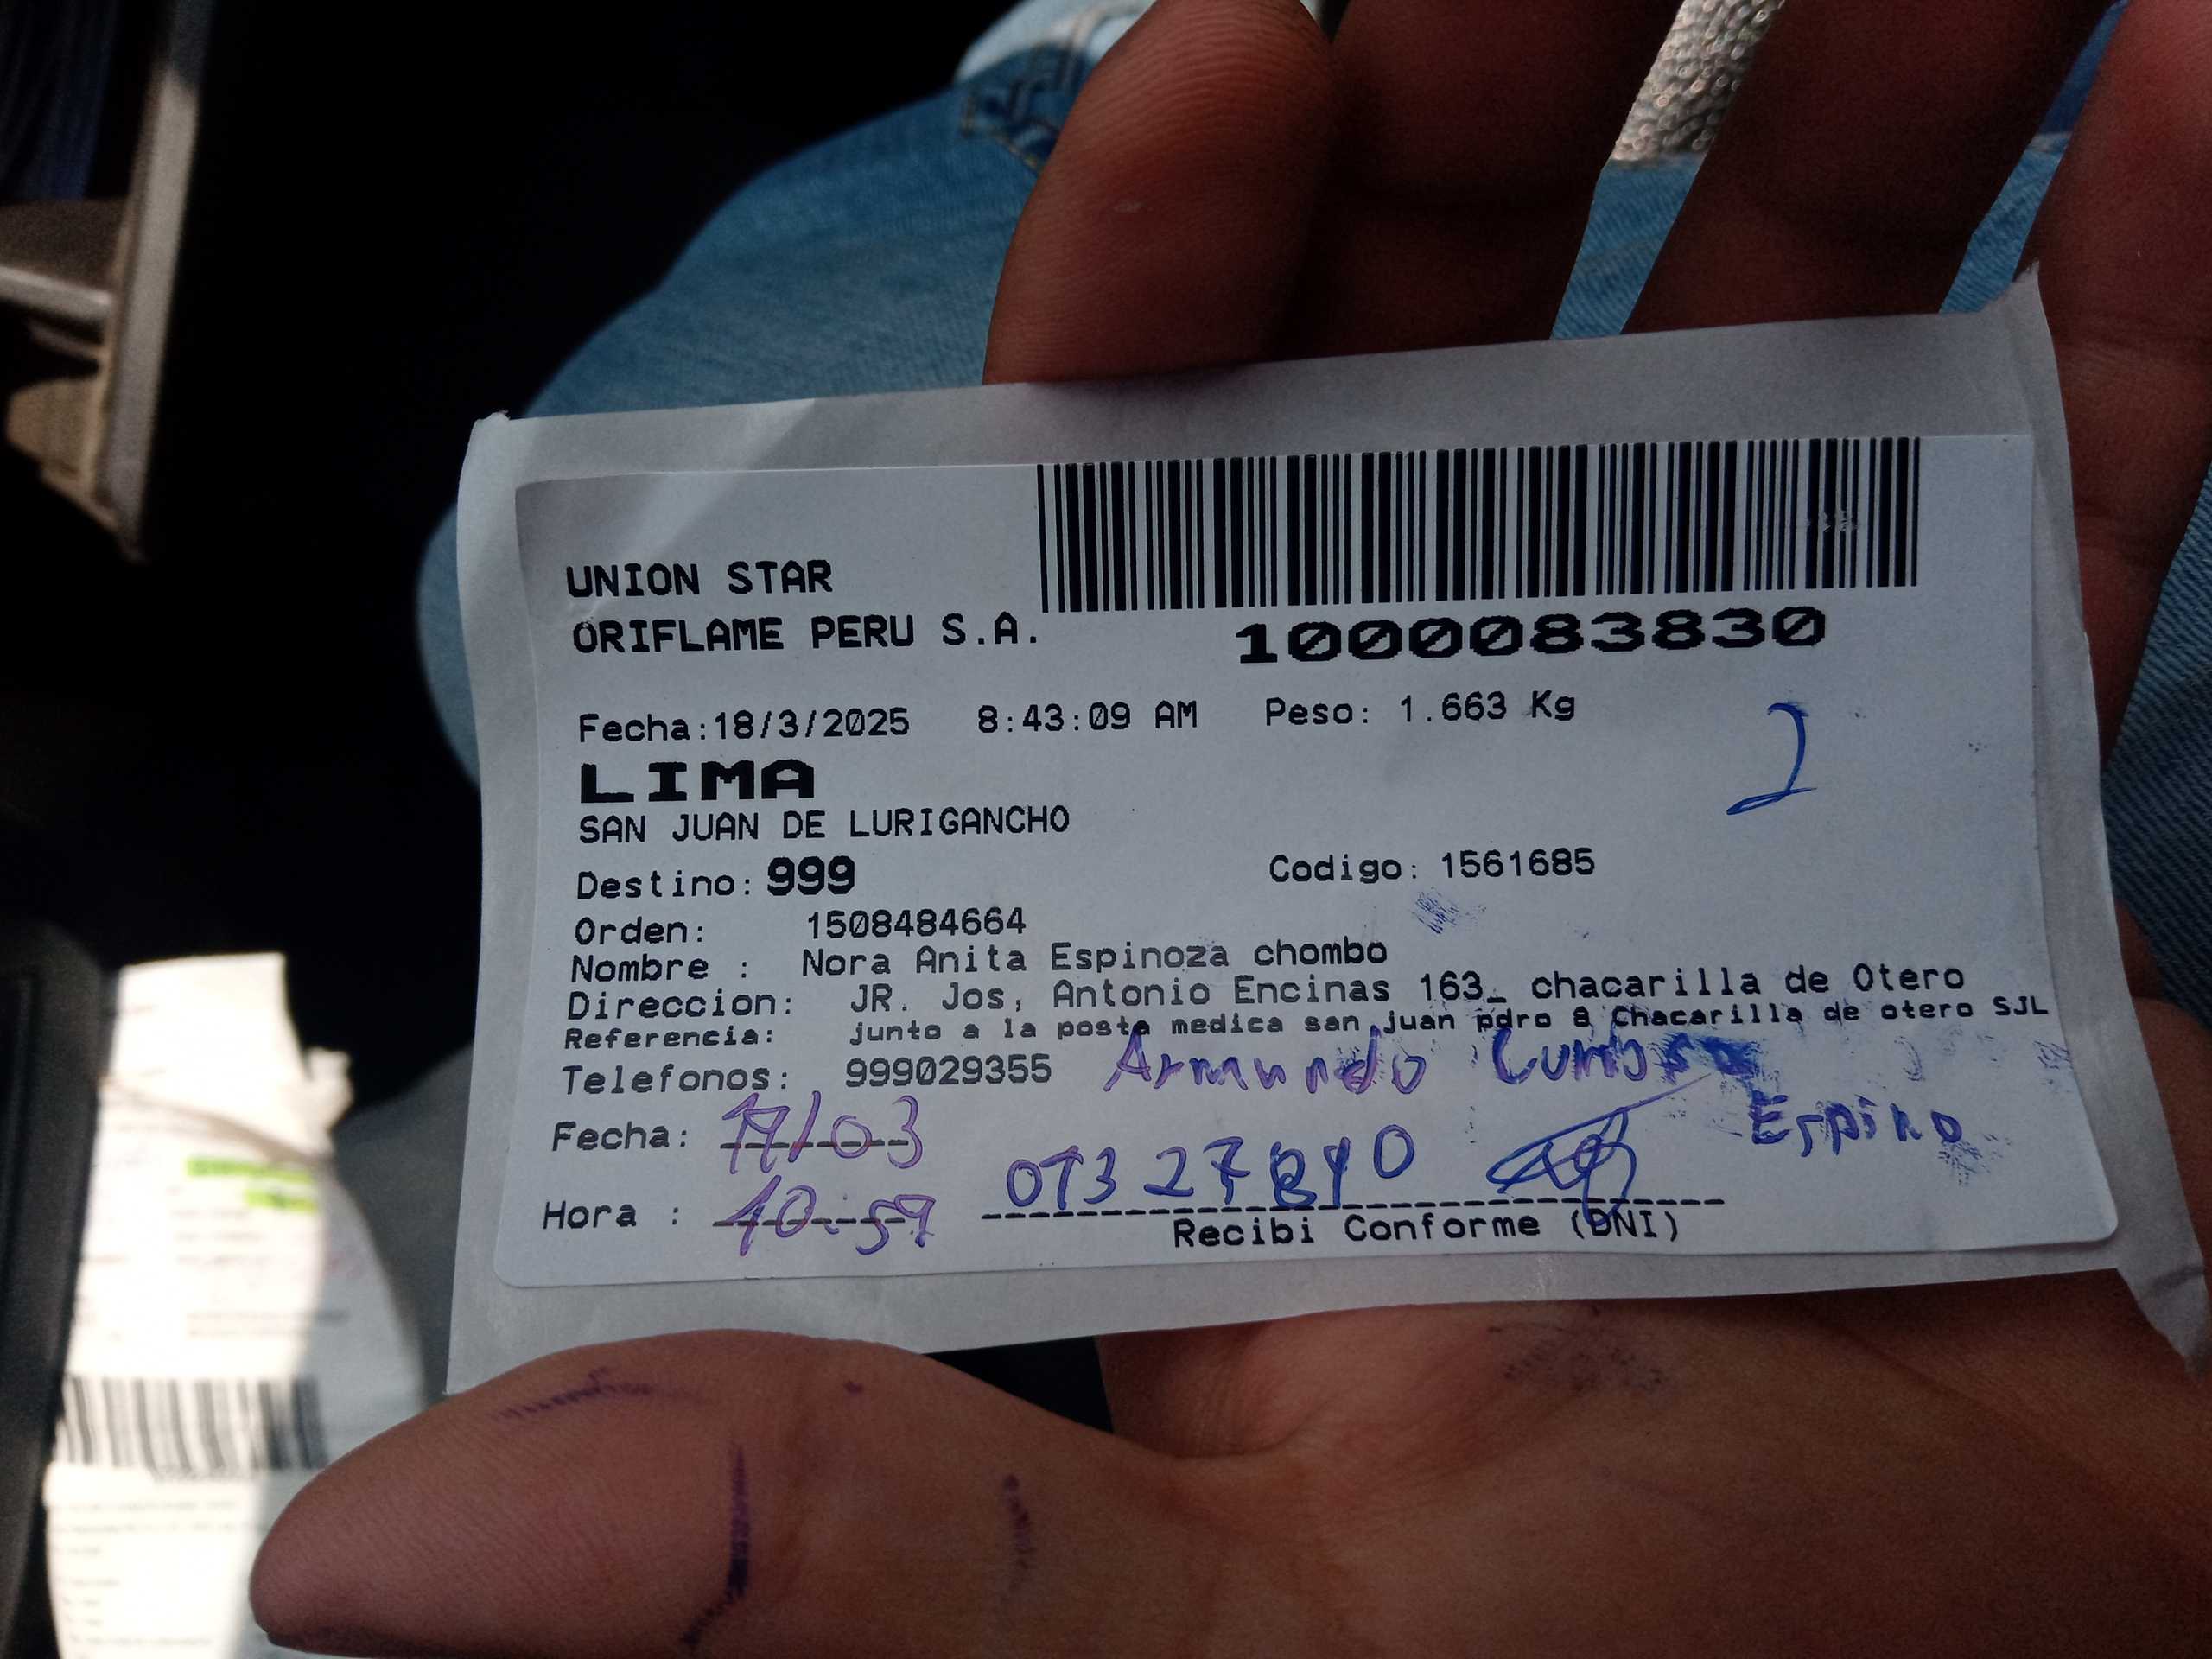 UNION STAR
ORIFLAME PERU S.A.
1000083830
Fecha:18/3/2025 8:43:09 AM Peso: 1.663 Kg
2
LIMA
SAN JUAN DE LURIGANCHO
Destino: 999 Codigo: 1561685
Orden: 1508484664
Nombre : Nora Anita Espinoza chombo
Direccion: JR. Jos, Antonio Encinas 163_ chacarilla de Otero
Referencia: junto a la posta medica san juan pdro 8 Chacarilla de otero SJL
Telefonos: 999029355 Armando
Espino
Fecha: /03
Hora : 10-59
Recibi Conforme (DNI)